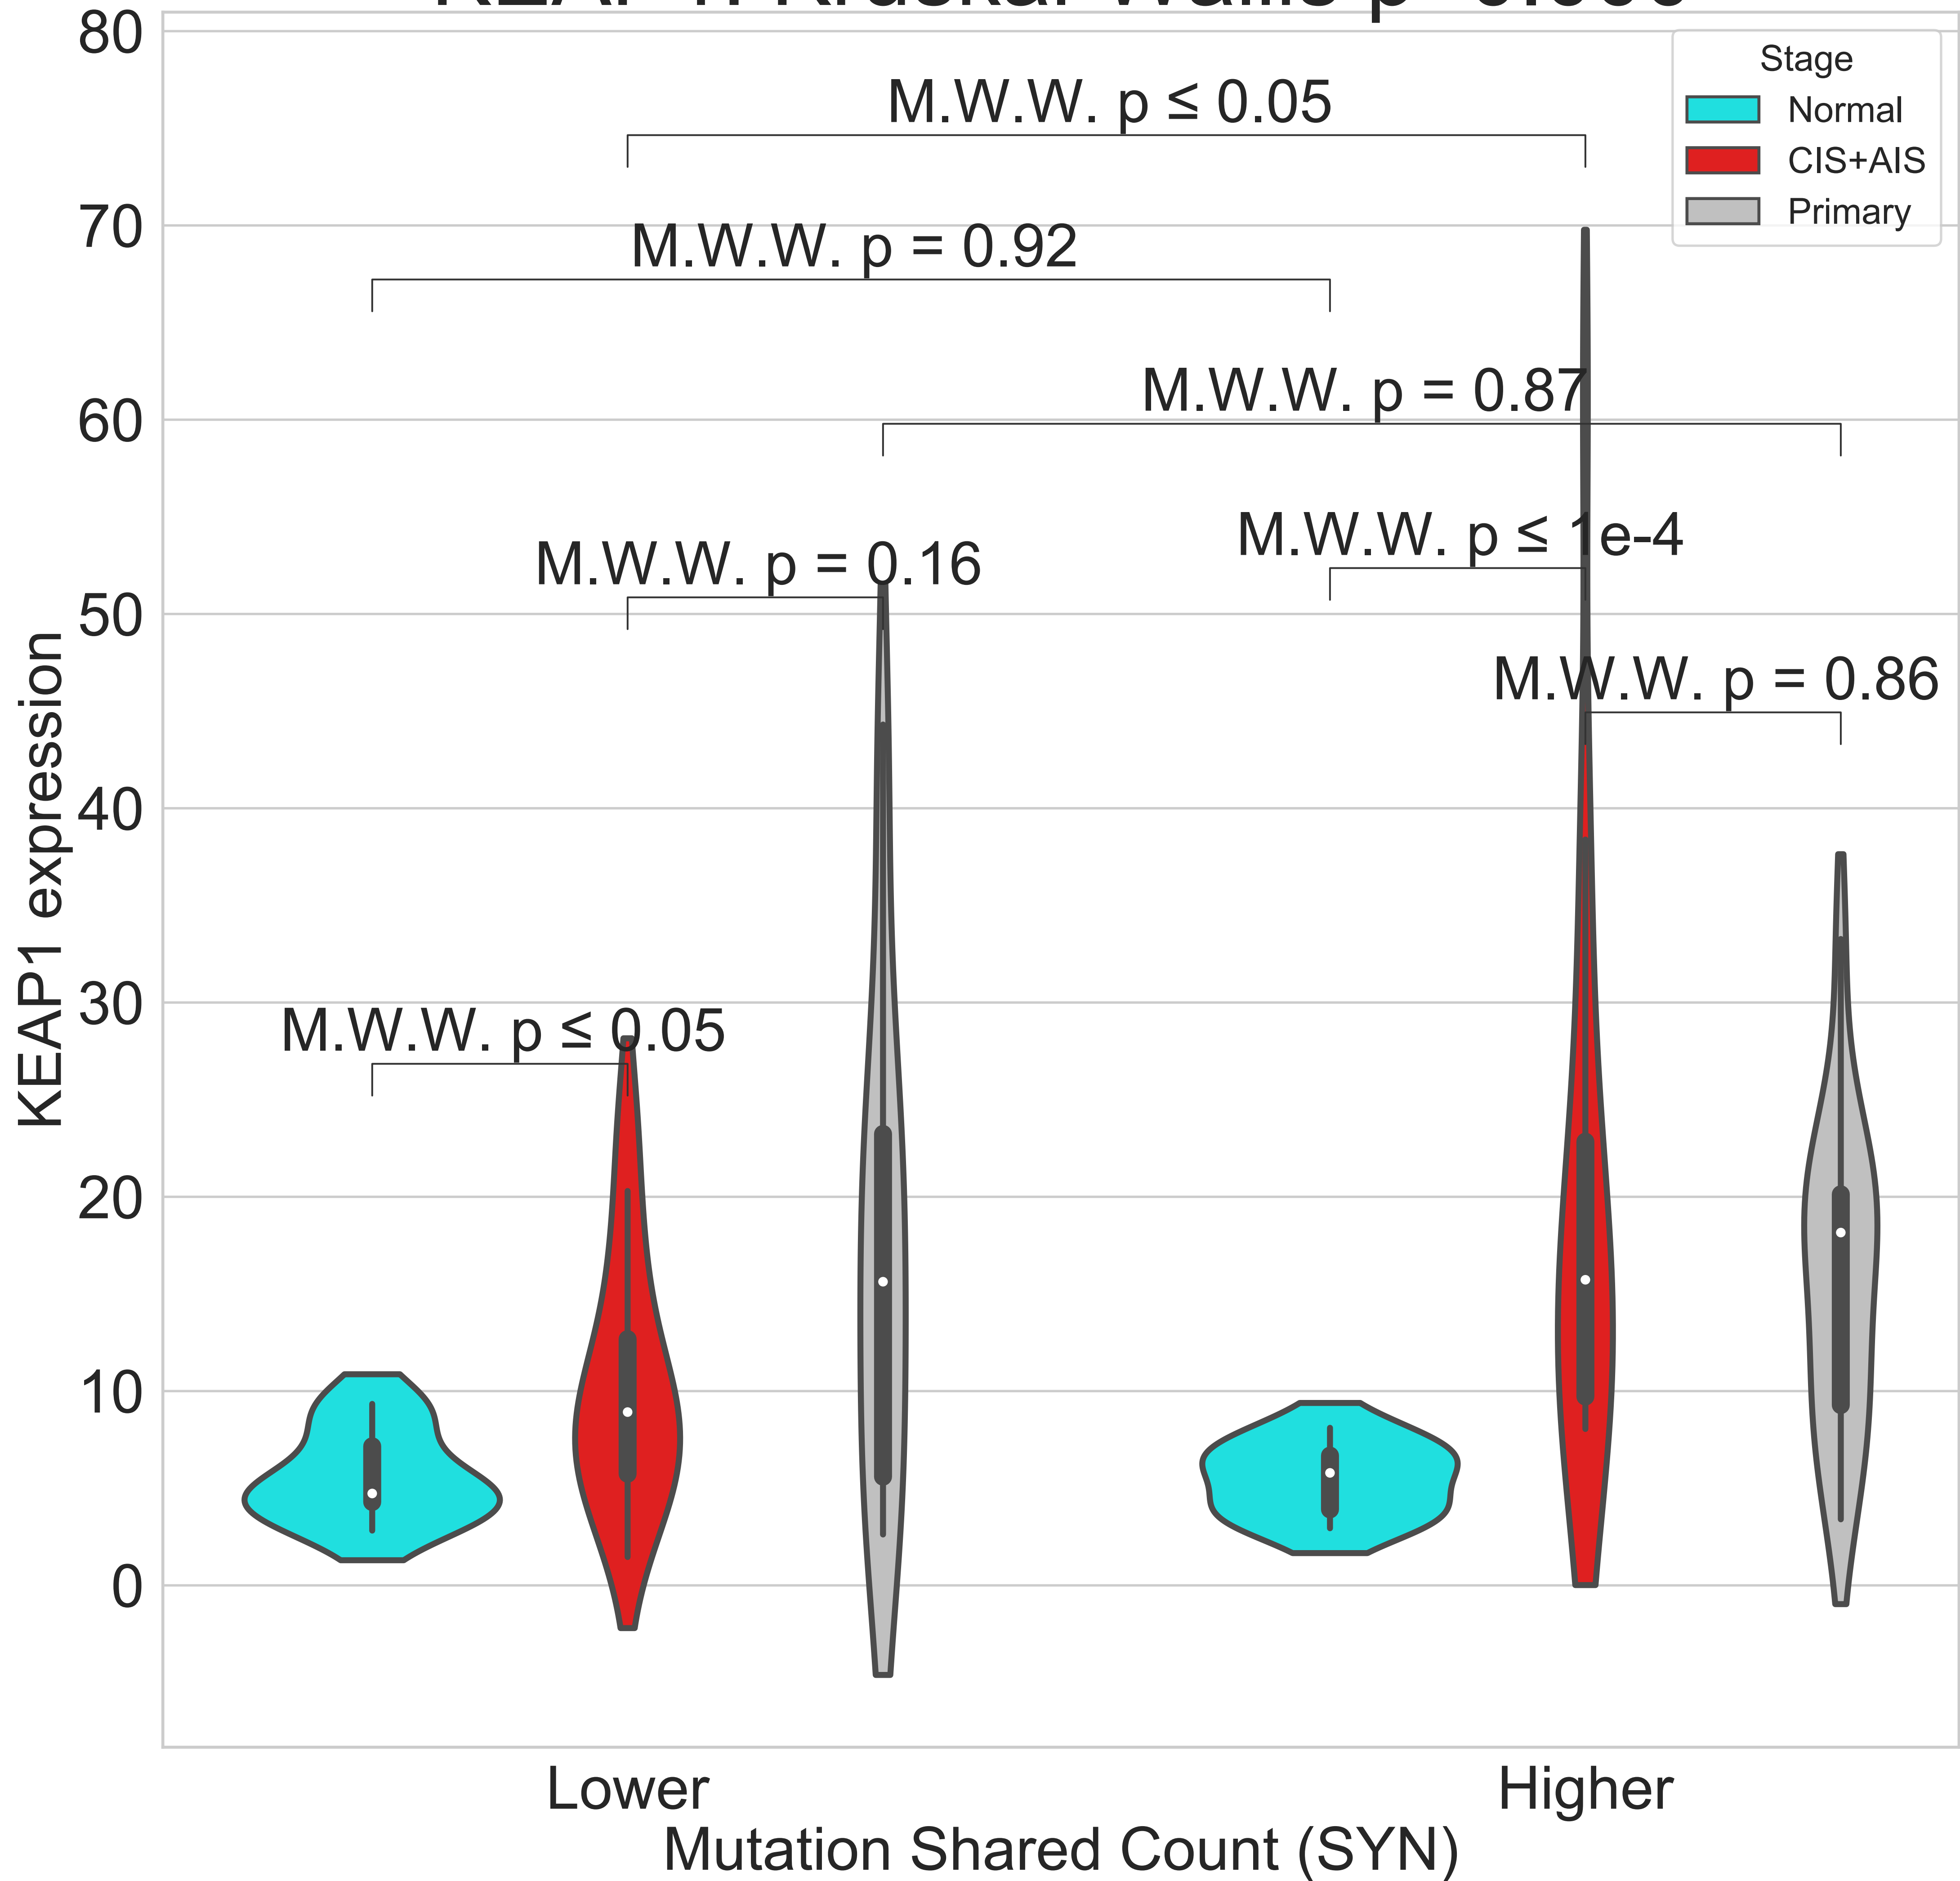 80
70
60
50
40
30
20
10
0
KEAP1 expression
Stage
Normal
CIS+AIS
Primary
M.W.W. p ≤ 0.05
M.W.W. p = 0.92
M.W.W. p = 0.87
M.W.W. p ≤ 1e-4
M.W.W. p = 0.16
M.W.W. p = 0.86
M.W.W. p ≤ 0.05
Lower
Higher
Mutation Shared Count (SYN)